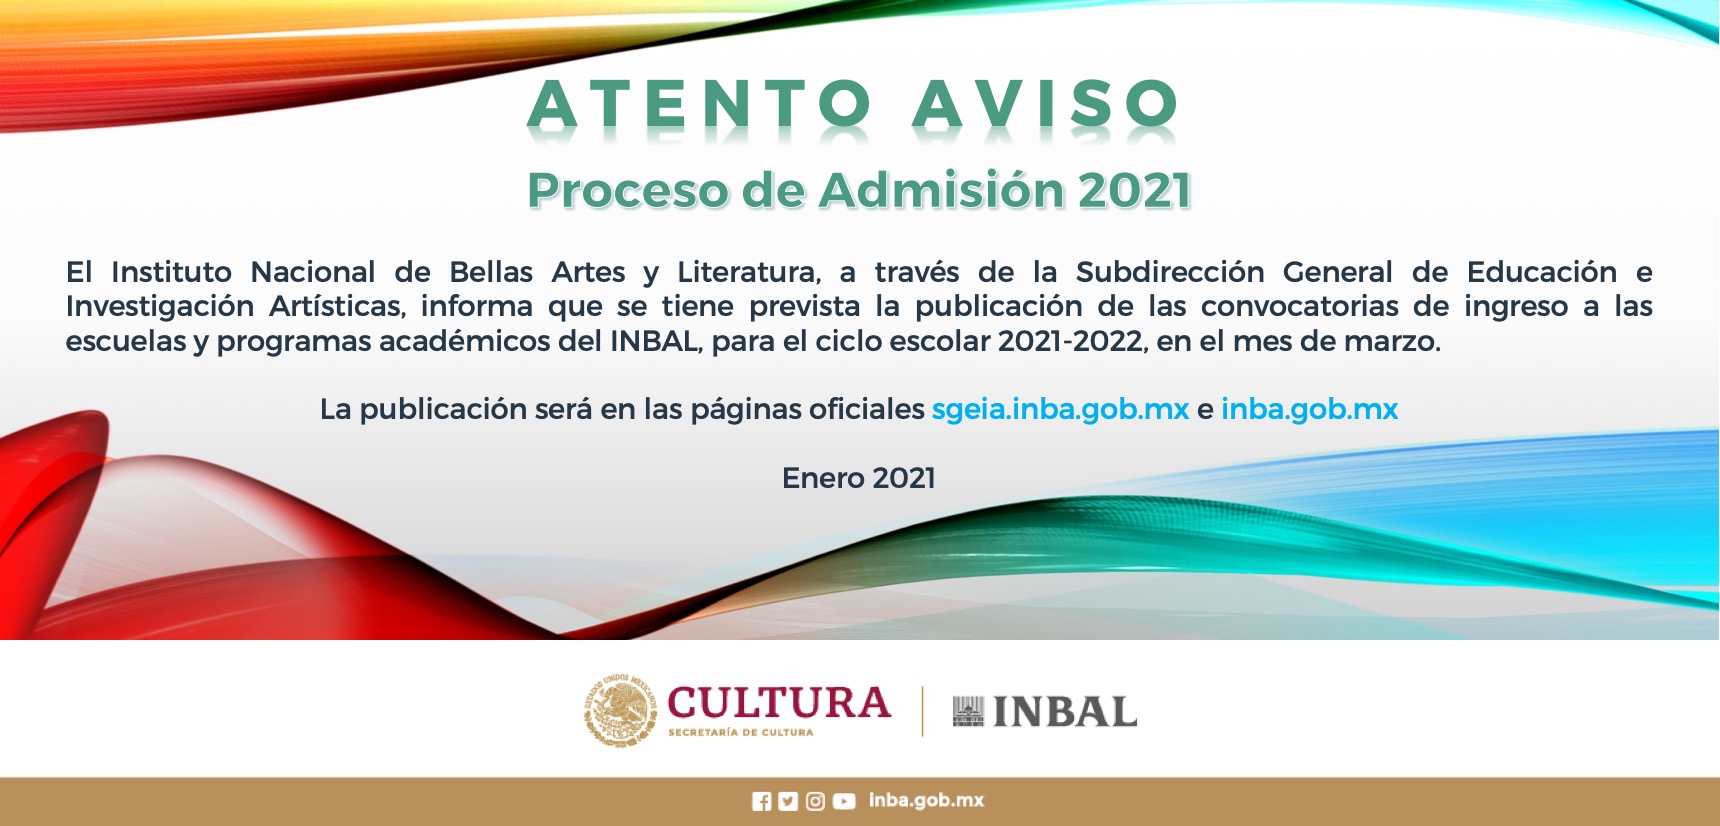 ATENTO AVISO
Proceso de Admisión 2021
El Instituto Nacional de Bellas Artes y Literatura, a través de la Subdirección General de Educación e
Investigación Artísticas, informa que se tiene prevista la publicación de las convocatorias de ingreso a las
escuelas y programas académicos del INBAL, para el ciclo escolar 2021-2022, en el mes de marzo.
La publicación será en las páginas oficiales sgeia.inba.gob.mx e inba.gob.mx
Enero 2021
ESTADOS UNIDOS MEXICANOS
CULTURA
SECRETARÍA DE CULTURA
INBAL
inba.gob.mx